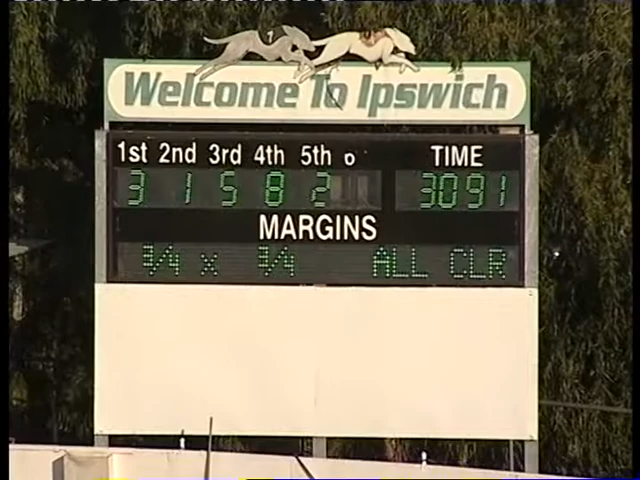 1
Welcome To Ipswich
1st 2nd 3rd 4th 5th o TIME
3 1 5 8 2 3091
MARGINS
3/4 x 3/4 ALL CLR